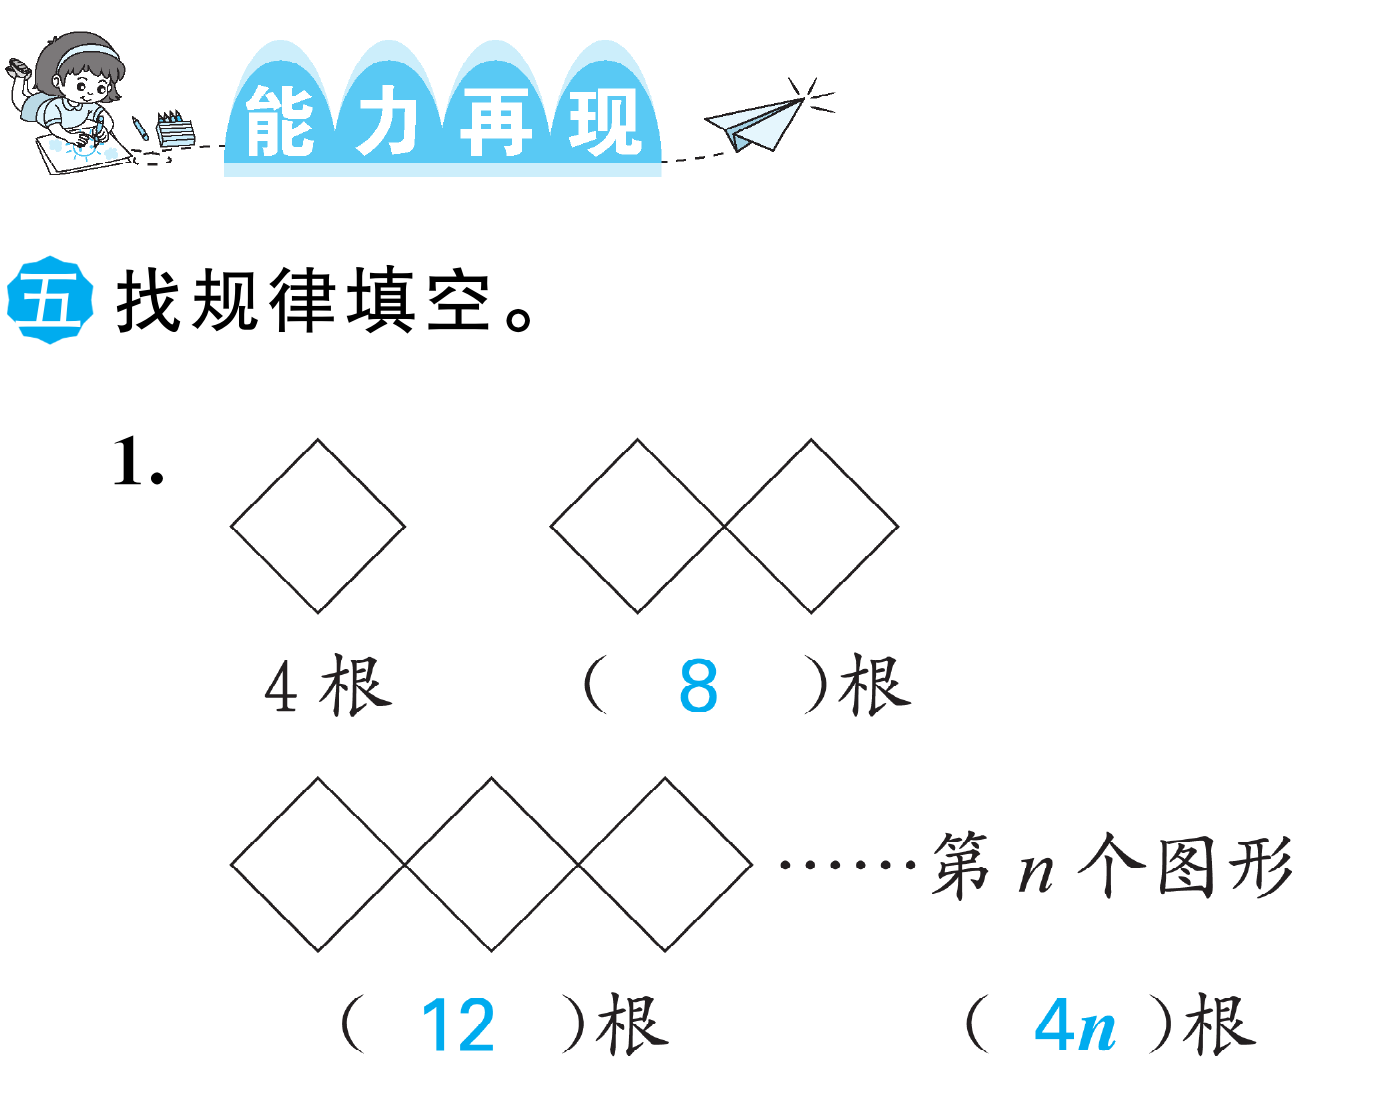 能力再现
五 找规律填空。
1.
4根 ( 8 )根
……第n个图形
( 12 )根 ( 4n )根